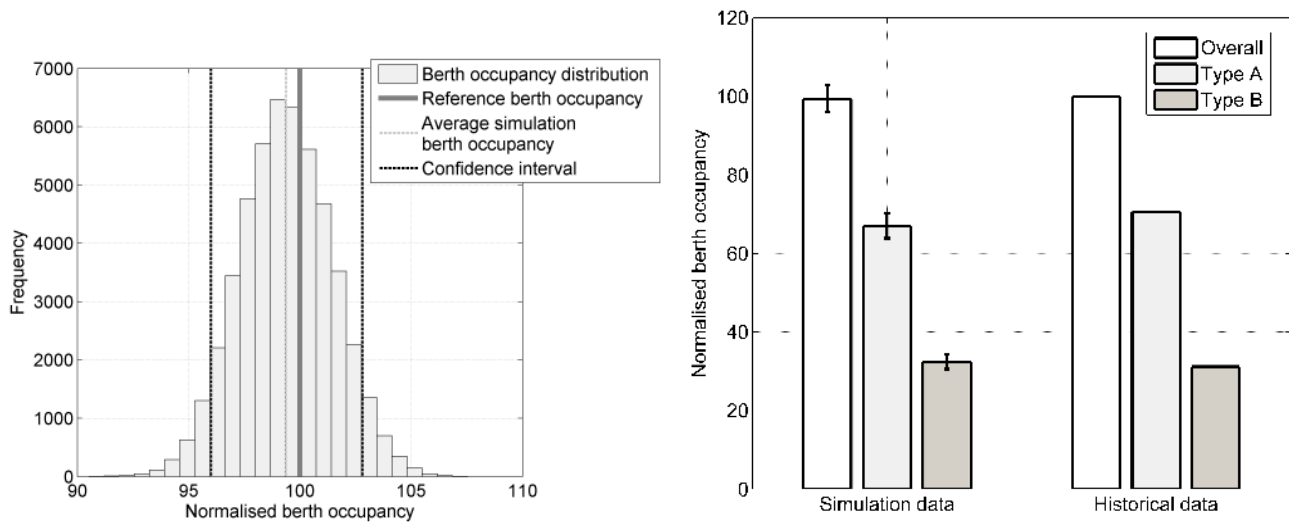 7000
6000
5000
4000
3000
2000
1000
0
Frequency
90
95
100
105
110
Normalised berth occupancy
Berth occupancy distribution
Reference berth occupancy
Average simulation
berth occupancy
Confidence interval
120
100
80
60
40
20
0
Normalised berth occupancy
Overall
Type A
Type B
Simulation data
Historical data